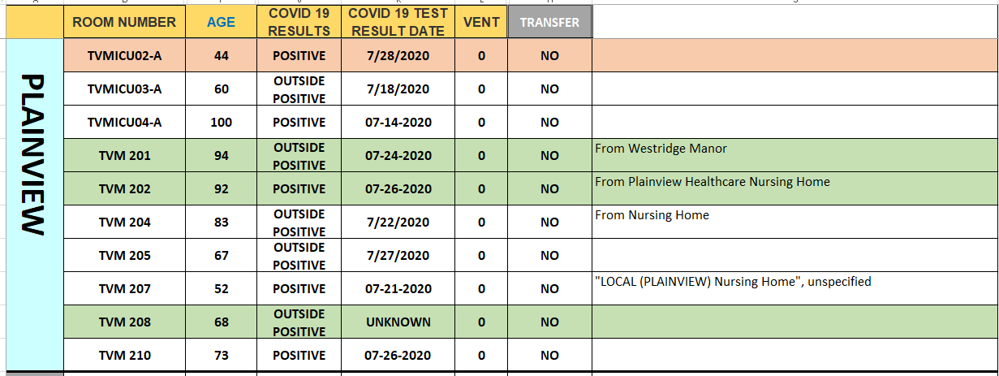 ROOM NUMBER AGE COVID 19 RESULTS COVID 19 TEST RESULT DATE VENT TRANSFER
PLAINVIEW
TVMICU02-A 44 POSITIVE 7/28/2020 0 NO
TVMICU03-A 60 OUTSIDE POSITIVE 7/18/2020 0 NO
TVMICU04-A 100 POSITIVE 07-14-2020 0 NO
TVM 201 94 OUTSIDE POSITIVE 07-24-2020 0 NO From Westridge Manor
TVM 202 92 POSITIVE 07-26-2020 0 NO From Plainview Healthcare Nursing Home
TVM 204 83 OUTSIDE POSITIVE 7/22/2020 0 NO From Nursing Home
TVM 205 67 OUTSIDE POSITIVE 7/27/2020 0 NO
TVM 207 52 POSITIVE 07-21-2020 0 NO "LOCAL (PLAINVIEW) Nursing Home", unspecified
TVM 208 68 OUTSIDE POSITIVE UNKNOWN 0 NO
TVM 210 73 POSITIVE 07-26-2020 0 NO